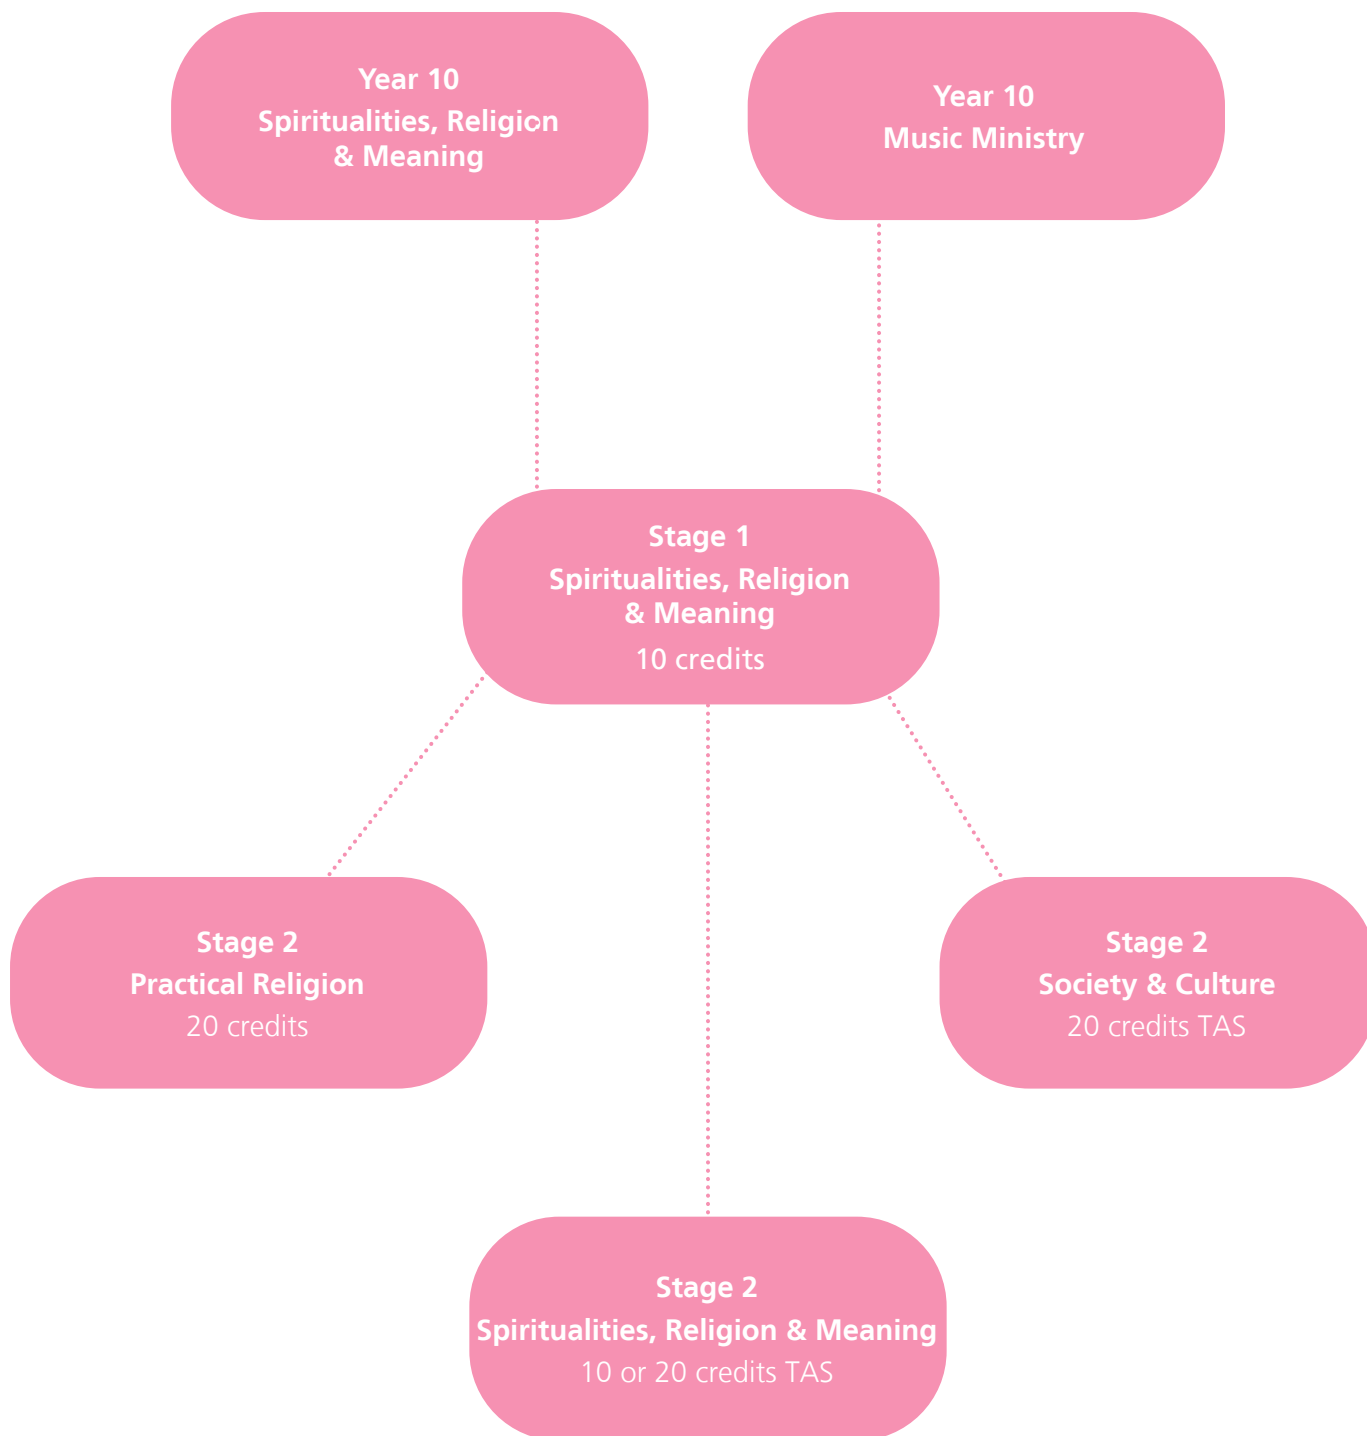 Year 10
Spiritualities, Religion
& Meaning
Year 10
Music Ministry
Stage 1
Spiritualities, Religion
& Meaning
10 credits
Stage 2
Practical Religion
20 credits
Stage 2
Society & Culture
20 credits TAS
Stage 2
Spiritualities, Religion & Meaning
10 or 20 credits TAS